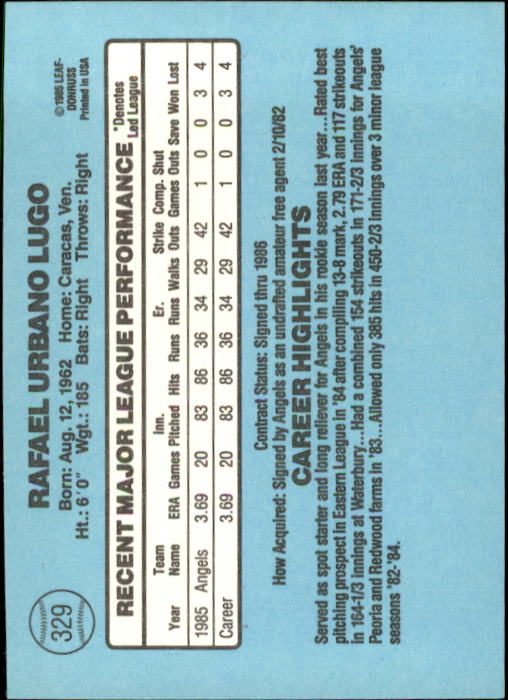 329
RAFAEL URBANO LUGO
©1985 LEAF-
DONRUSS
Printed in USA
Born: Aug. 12, 1962 Home: Caracas, Ven.
Ht.: 6'0" Wgt.: 185 Bats: Right Throws: Right
RECENT MAJOR LEAGUE PERFORMANCE
*Denotes
Led League
Team Inn. Er. Strike Comp. Shut
Year Name ERA Games Pitched Hits Runs Runs Walks Outs Games Outs Save Won Lost
1985 Angels 3.69 20 83 86 36 34 29 42 1 0 0 3 4
Career 3.69 20 83 86 36 34 29 42 1 0 0 3 4
Contract Status: Signed thru 1986
How Acquired: Signed by Angels as an undrafted amateur free agent 2/10/82
CAREER HIGHLIGHTS
Served as spot starter and long reliever for Angels in his rookie season last year...Rated best
pitching prospect in Eastern League in '84 after compiling 13-8 mark, 2.79 ERA and 117 strikeouts
in 164-1/3 innings at Waterbury...Had a combined 154 strikeouts in 171-2/3 innings for Angels'
Peoria and Redwood farms in '83...Allowed only 385 hits in 450-2/3 innings over 3 minor league
seasons '82-'84.